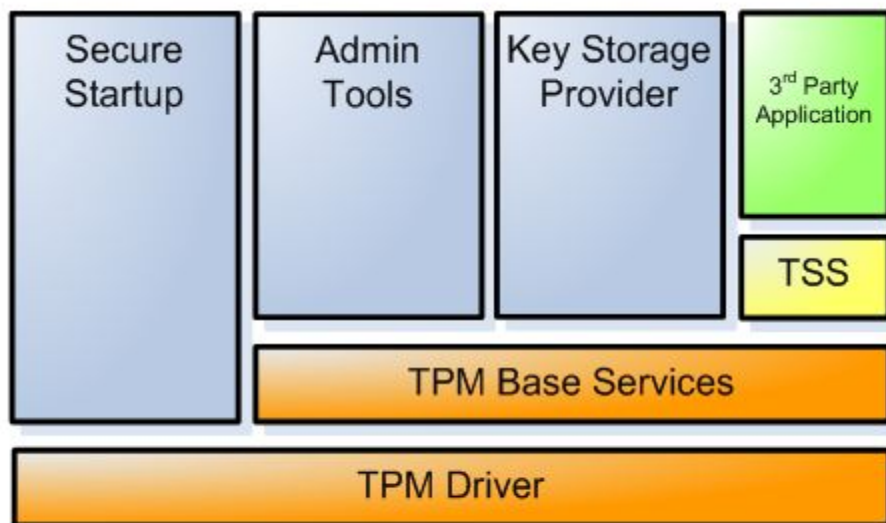 Secure
Startup
Admin
Tools
Key Storage
Provider
3rd Party
Application
TSS
TPM Base Services
TPM Driver